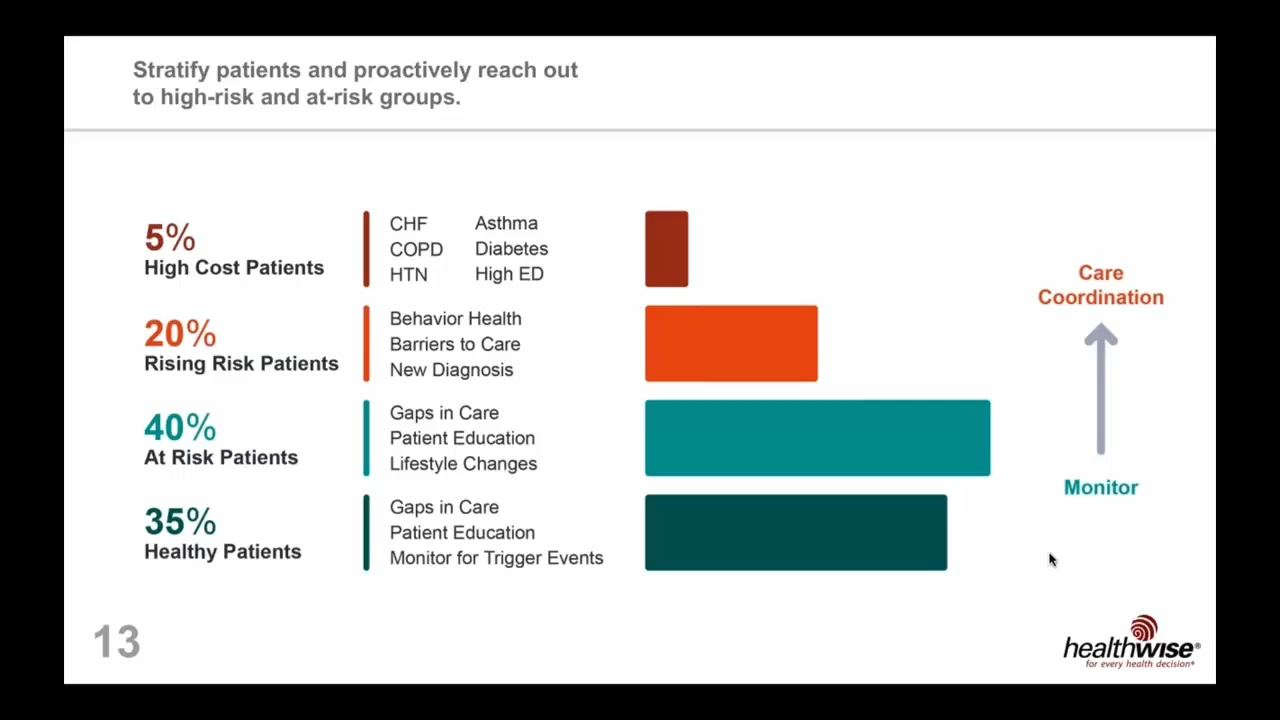 Stratify patients and proactively reach out
to high-risk and at-risk groups.
5%
High Cost Patients
CHF Asthma
COPD Diabetes
HTN High ED
20%
Rising Risk Patients
Behavior Health
Barriers to Care
New Diagnosis
40%
At Risk Patients
Gaps in Care
Patient Education
Lifestyle Changes
35%
Healthy Patients
Gaps in Care
Patient Education
Monitor for Trigger Events
Care
Coordination
Monitor
13
healthwise®
for every health decision®